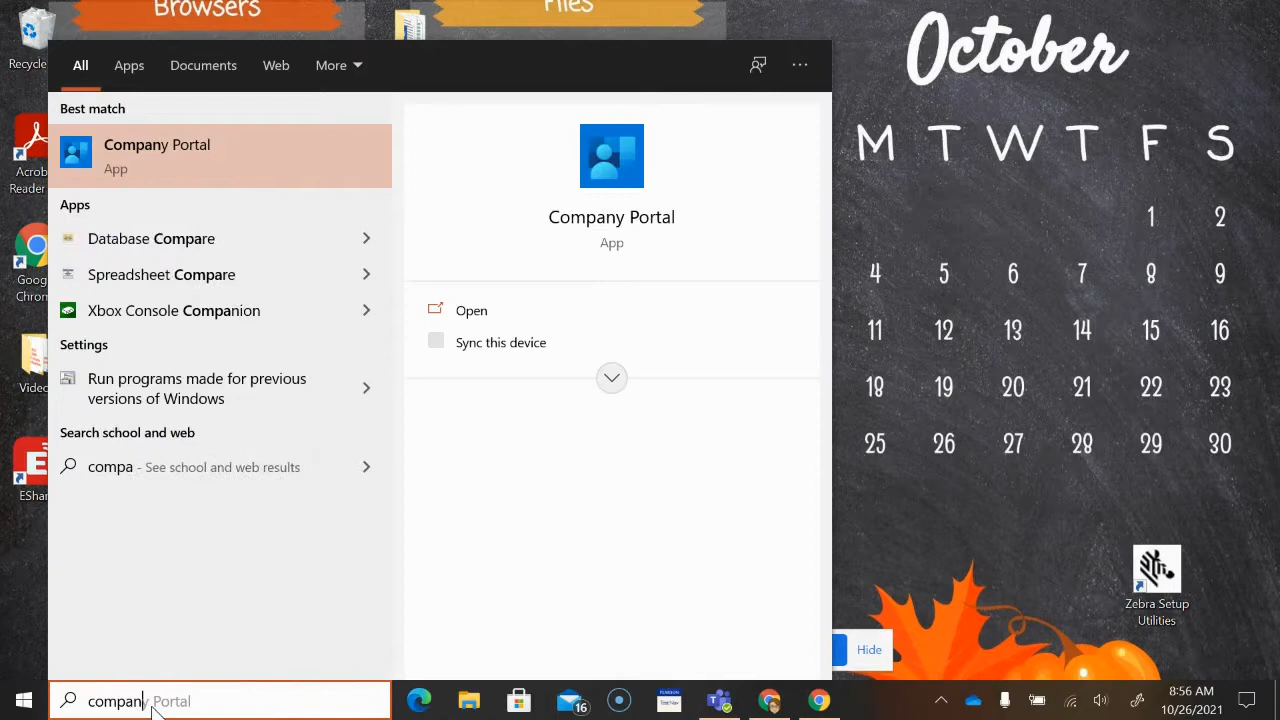 Browsers
Files
October
M T W T F S
1 2
4 5 6 7 8 9
11 12 13 14 15 16
18 19 20 21 22 23
25 26 27 28 29 30
Recycle
Acrob
Reader
Goog
Chrom
Video
EShar
All Apps Documents Web More
Best match
Company Portal
App
Apps
Database Compare
Spreadsheet Compare
Xbox Console Companion
Settings
Run programs made for previous
versions of Windows
Search school and web
compa - See school and web results
Company Portal
App
Open
Sync this device
Zebra Setup
Utilities
Hide
company Portal
16
8:56 AM
10/26/2021